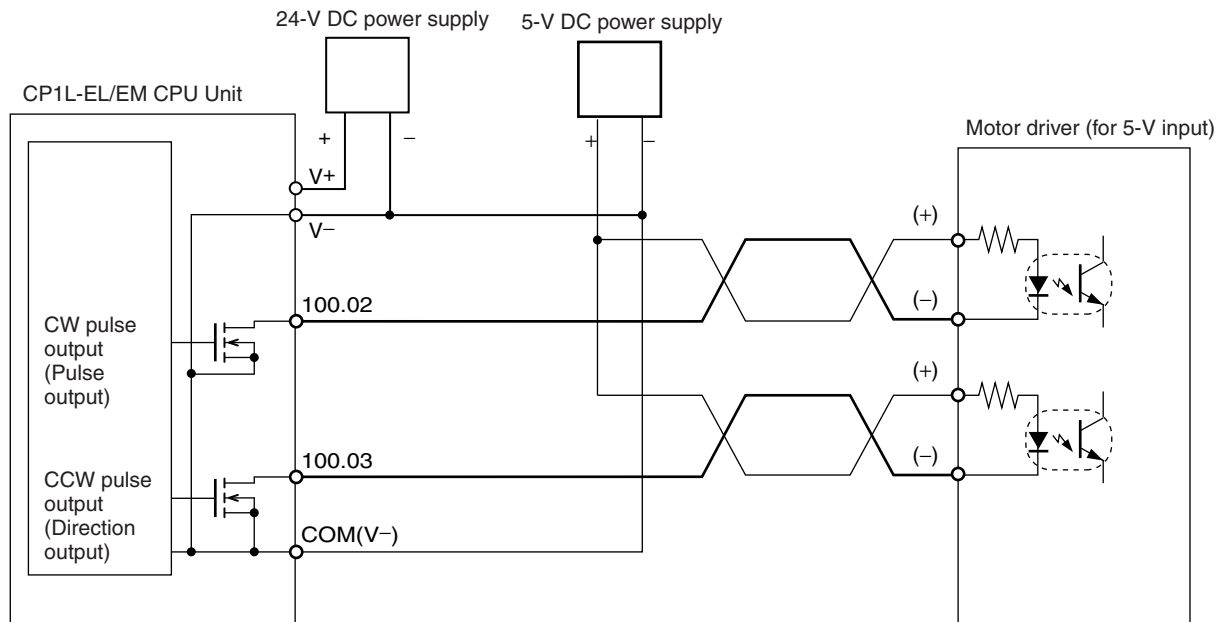 24-V DC power supply
5-V DC power supply
CP1L-EL/EM CPU Unit
Motor driver (for 5-V input)
+
−
+
−
V+
V−
(+)
(−)
100.02
CW pulse
output
(Pulse
output)
(+)
(−)
100.03
CCW pulse
output
(Direction
output)
COM(V−)